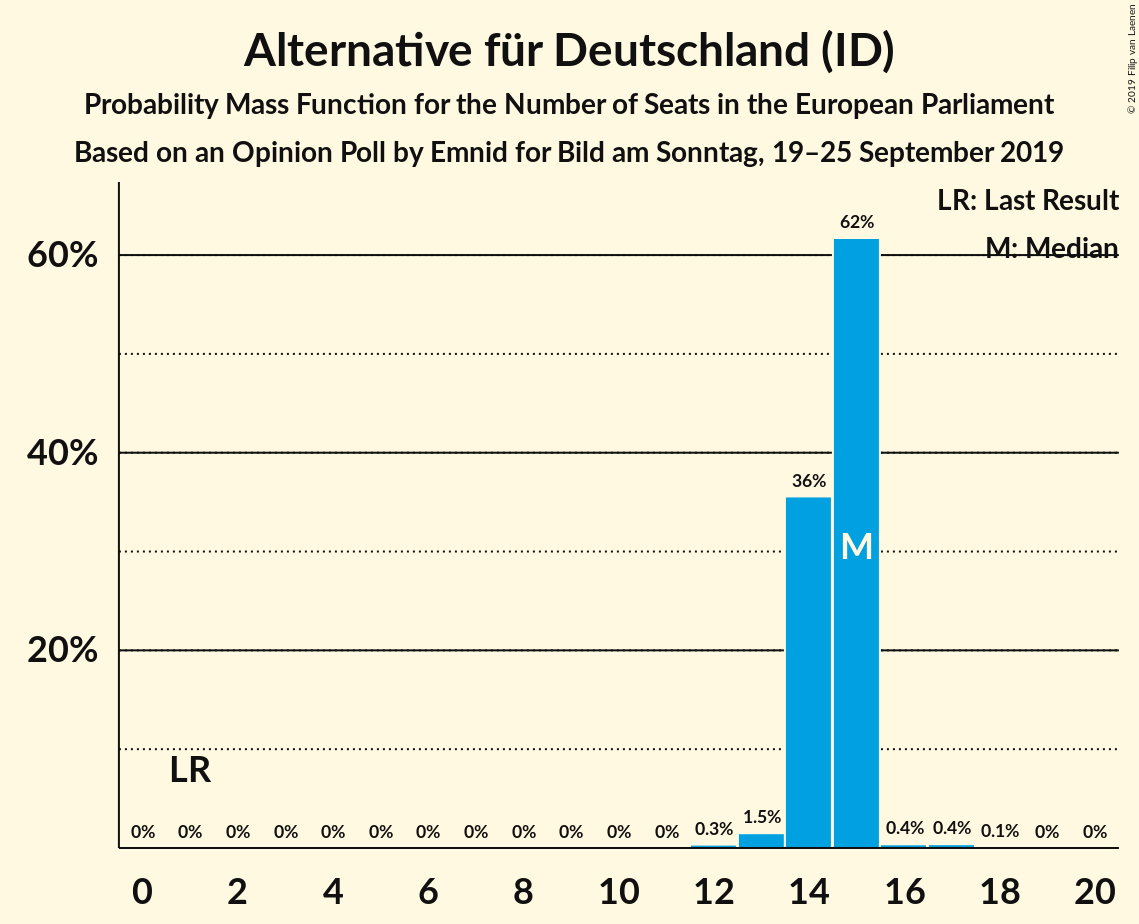 Alternative für Deutschland (ID)
Probability Mass Function for the Number of Seats in the European Parliament
Based on an Opinion Poll by Emnid for Bild am Sonntag, 19–25 September 2019
© 2019 Filip van Laenen
LR: Last Result
M: Median
60%
40%
20%
62%
36%
M
LR
0% 0% 0% 0% 0% 0% 0% 0% 0% 0% 0% 0% 0.3% 1.5% 0.4% 0.4% 0.1% 0% 0%
0 2 4 6 8 10 12 14 16 18 20